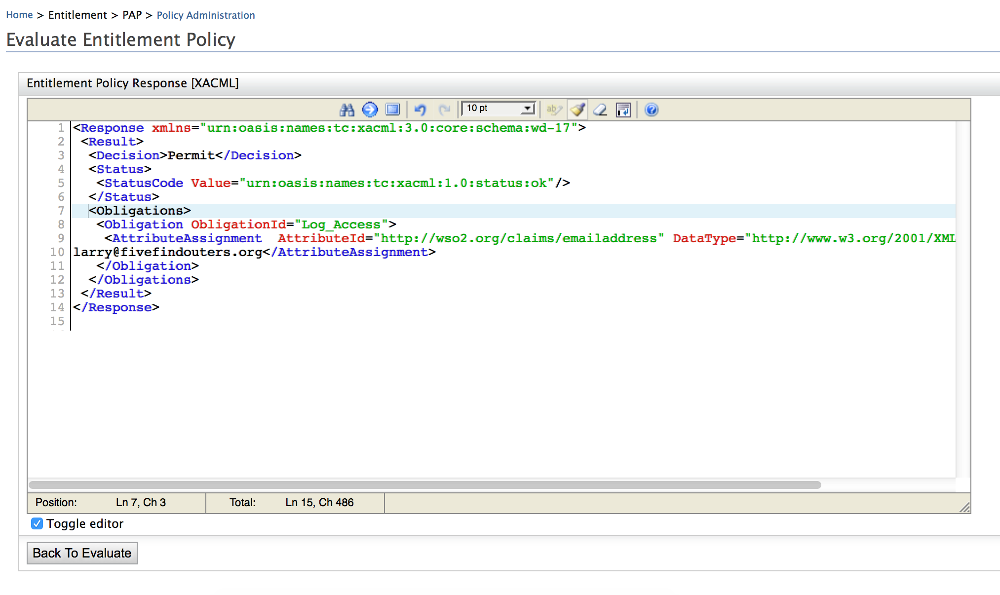 Home > Entitlement > PAP > Policy Administration
Evaluate Entitlement Policy
Entitlement Policy Response [XACML]
10 pt
ab
?
1 <Response xmlns="urn:oasis:names:tc:xacml:3.0:core:schema:wd-17">
2 <Result>
3 <Decision>Permit</Decision>
4 <Status>
5 <StatusCode Value="urn:oasis:names:tc:xacml:1.0:status:ok"/>
6 </Status>
7 <Obligations>
8 <Obligation ObligationId="Log_Access">
9 <AttributeAssignment  AttributeId="http://wso2.org/claims/emailaddress" DataType="http://www.w3.org/2001/XML
10 larry@fivefindouters.org</AttributeAssignment>
11 </Obligation>
12 </Obligations>
13 </Result>
14 </Response>
15
Position: Ln 7, Ch 3 Total: Ln 15, Ch 486
Toggle editor
Back To Evaluate